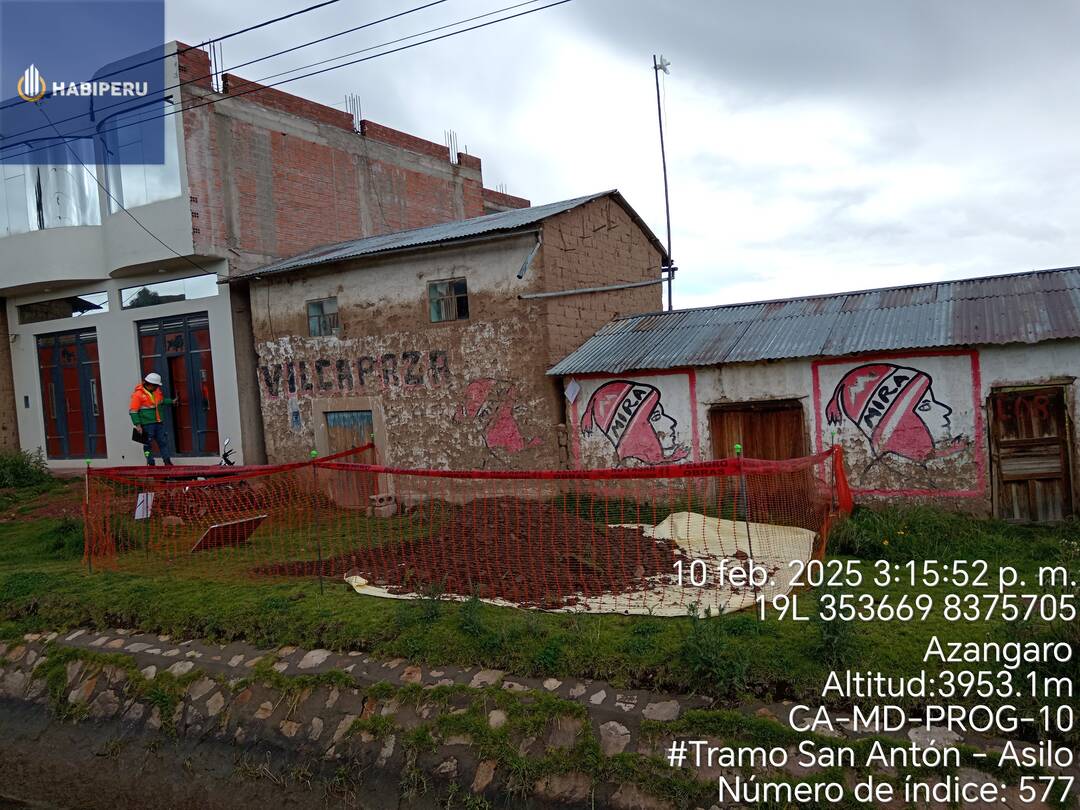 HABIPERU
VILCAPAZA
MIRA
MIRA
10 feb. 2025 3:15:52 p. m.
19L 353669 8375705
Azangaro
Altitud:3953.1m
CA-MD-PROG-10
#Tramo San Antón - Asilo
Número de índice: 577